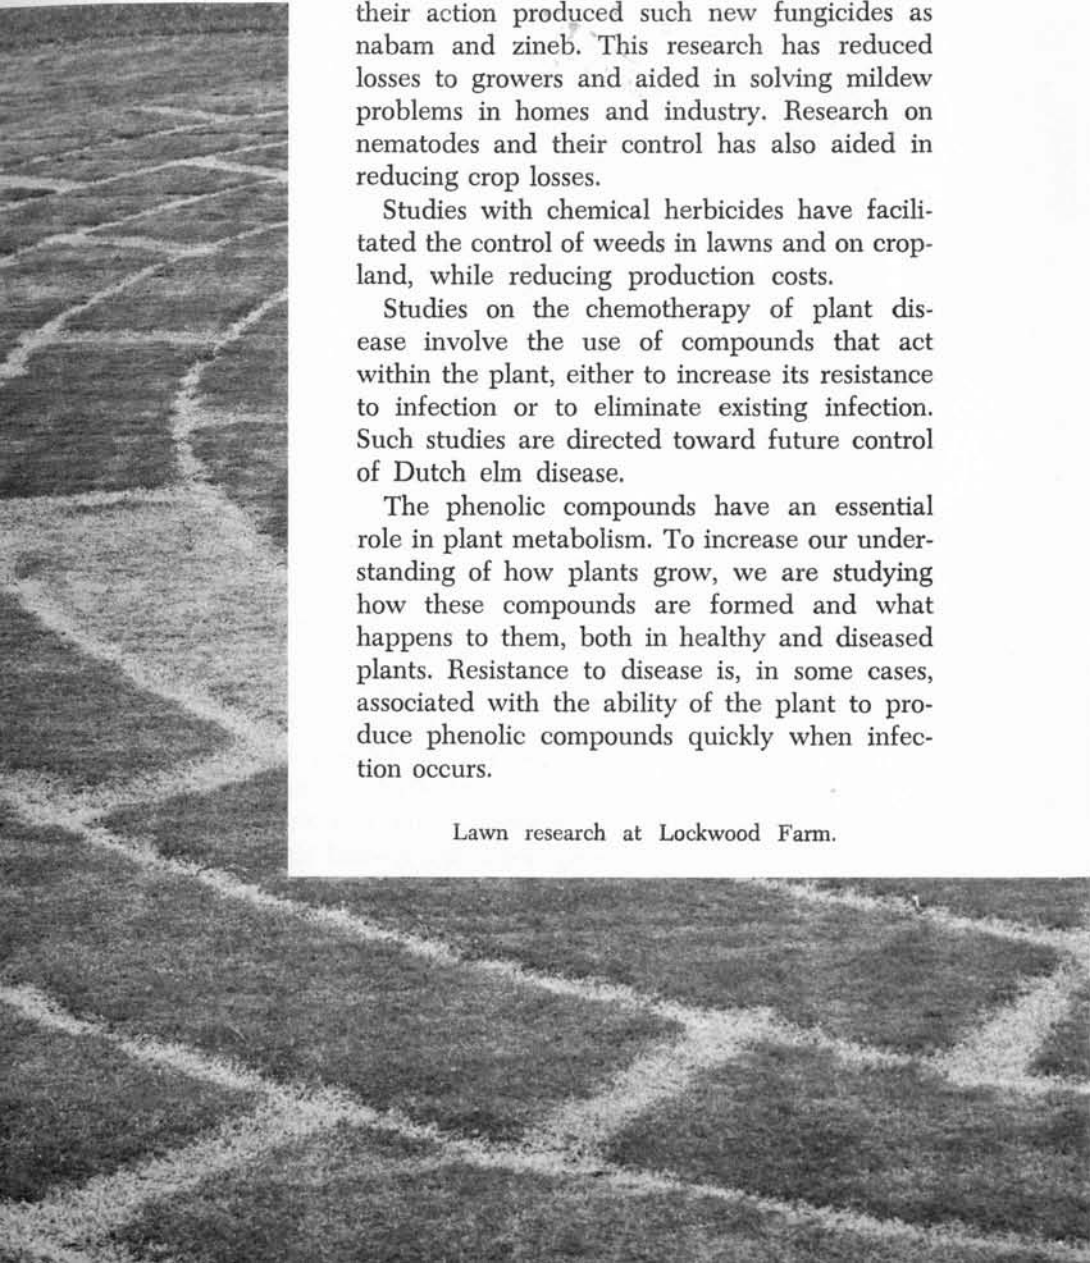 their action produced such new fungicides as
nabam and zineb. This research has reduced
losses to growers and aided in solving mildew
problems in homes and industry. Research on
nematodes and their control has also aided in
reducing crop losses.
Studies with chemical herbicides have facili-
tated the control of weeds in lawns and on crop-
land, while reducing production costs.
Studies on the chemotherapy of plant dis-
ease involve the use of compounds that act
within the plant, either to increase its resistance
to infection or to eliminate existing infection.
Such studies are directed toward future control
of Dutch elm disease.
The phenolic compounds have an essential
role in plant metabolism. To increase our under-
standing of how plants grow, we are studying
how these compounds are formed and what
happens to them, both in healthy and diseased
plants. Resistance to disease is, in some cases,
associated with the ability of the plant to pro-
duce phenolic compounds quickly when infec-
tion occurs.
Lawn research at Lockwood Farm.